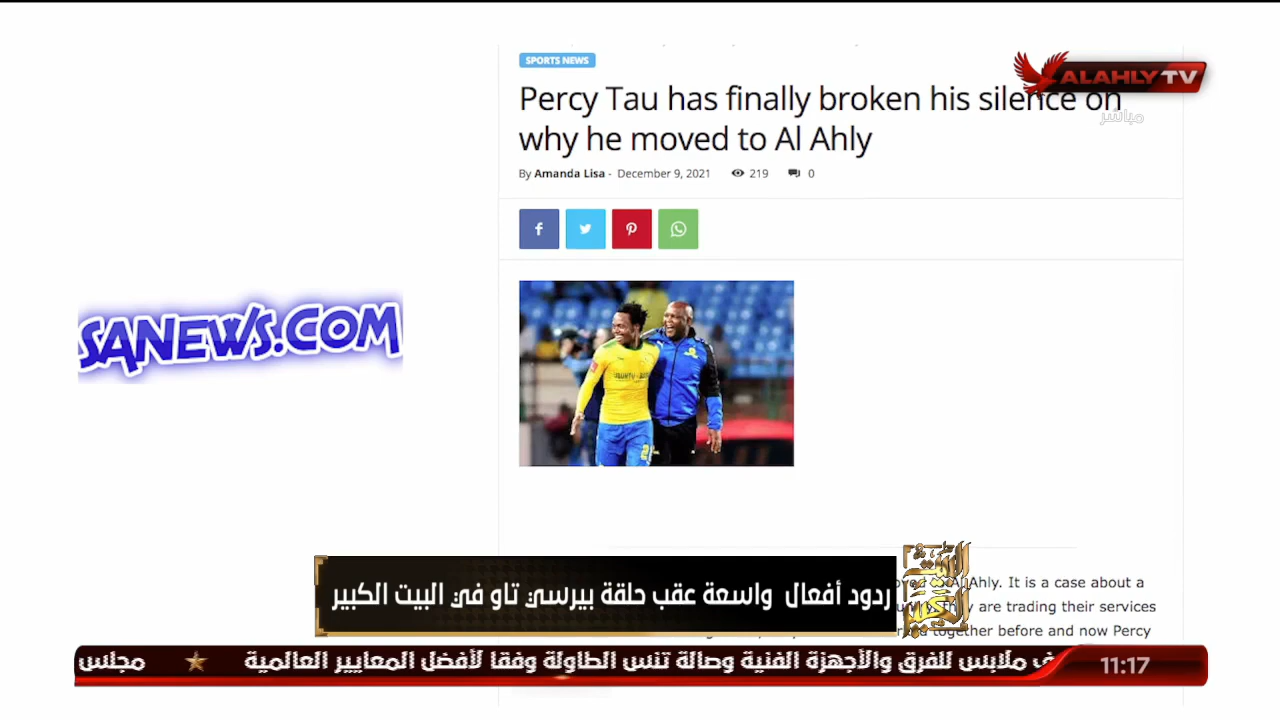 SPORTS NEWS
ALAHLY TV
مباشر
Percy Tau has finally broken his silence on
why he moved to Al Ahly
By Amanda Lisa - December 9, 2021 219 0
SANEWS.COM
البيت الكبير
ردود أفعال واسعة عقب حلقة بيرسي تاو في البيت الكبير
Ahly. It is a case about a
are trading their services
together before and now Percy
ملابس للفرق والأجهزة الفنية وصالة تنس الطاولة وفقا لأفضل المعايير العالمية ★ مجلس
11:17